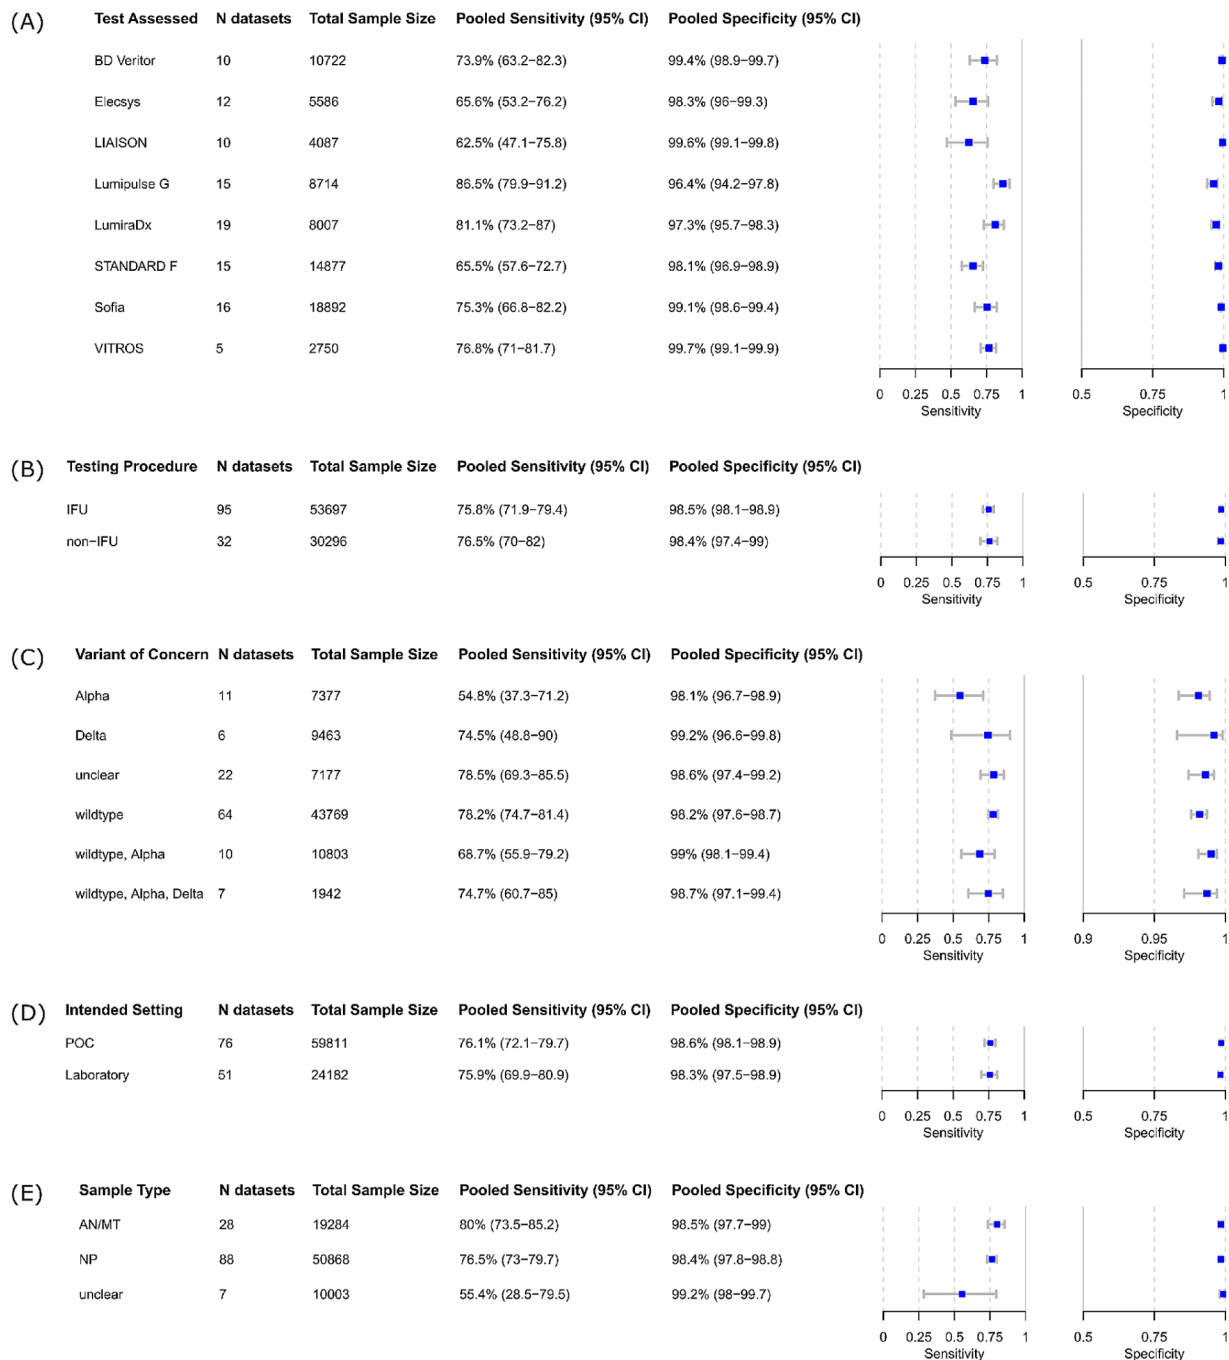 (A) Test Assessed N datasets Total Sample Size Pooled Sensitivity (95% CI) Pooled Specificity (95% CI)
BD Veritor 10 10722 73.9% (63.2−82.3) 99.4% (98.9−99.7)
Elecsys 12 5586 65.6% (53.2−76.2) 98.3% (96−99.3)
LIAISON 10 4087 62.5% (47.1−75.8) 99.6% (99.1−99.8)
Lumipulse G 15 8714 86.5% (79.9−91.2) 96.4% (94.2−97.8)
LumiraDx 19 8007 81.1% (73.2−87) 97.3% (95.7−98.3)
STANDARD F 15 14877 65.5% (57.6−72.7) 98.1% (96.9−98.9)
Sofia 16 18892 75.3% (66.8−82.2) 99.1% (98.6−99.4)
VITROS 5 2750 76.8% (71−81.7) 99.7% (99.1−99.9)
0 0.25 0.5 0.75 1 0.5 0.75 1
Sensitivity Specificity
(B) Testing Procedure N datasets Total Sample Size Pooled Sensitivity (95% CI) Pooled Specificity (95% CI)
IFU 95 53697 75.8% (71.9−79.4) 98.5% (98.1−98.9)
non−IFU 32 30296 76.5% (70−82) 98.4% (97.4−99)
0 0.25 0.5 0.75 1 0.5 0.75 1
Sensitivity Specificity
(C) Variant of Concern N datasets Total Sample Size Pooled Sensitivity (95% CI) Pooled Specificity (95% CI)
Alpha 11 7377 54.8% (37.3−71.2) 98.1% (96.7−98.9)
Delta 6 9463 74.5% (48.8−90) 99.2% (96.6−99.8)
unclear 22 7177 78.5% (69.3−85.5) 98.6% (97.4−99.2)
wildtype 64 43769 78.2% (74.7−81.4) 98.2% (97.6−98.7)
wildtype, Alpha 10 10803 68.7% (55.9−79.2) 99% (98.1−99.4)
wildtype, Alpha, Delta 7 1942 74.7% (60.7−85) 98.7% (97.1−99.4)
0 0.25 0.5 0.75 1 0.9 0.95 1
Sensitivity Specificity
(D) Intended Setting N datasets Total Sample Size Pooled Sensitivity (95% CI) Pooled Specificity (95% CI)
POC 76 59811 76.1% (72.1−79.7) 98.6% (98.1−98.9)
Laboratory 51 24182 75.9% (69.9−80.9) 98.3% (97.5−98.9)
0 0.25 0.5 0.75 1 0.5 0.75 1
Sensitivity Specificity
(E) Sample Type N datasets Total Sample Size Pooled Sensitivity (95% CI) Pooled Specificity (95% CI)
AN/MT 28 19284 80% (73.5−85.2) 98.5% (97.7−99)
NP 88 50868 76.5% (73−79.7) 98.4% (97.8−98.8)
unclear 7 10003 55.4% (28.5−79.5) 99.2% (98−99.7)
0 0.25 0.5 0.75 1 0.5 0.75 1
Sensitivity Specificity